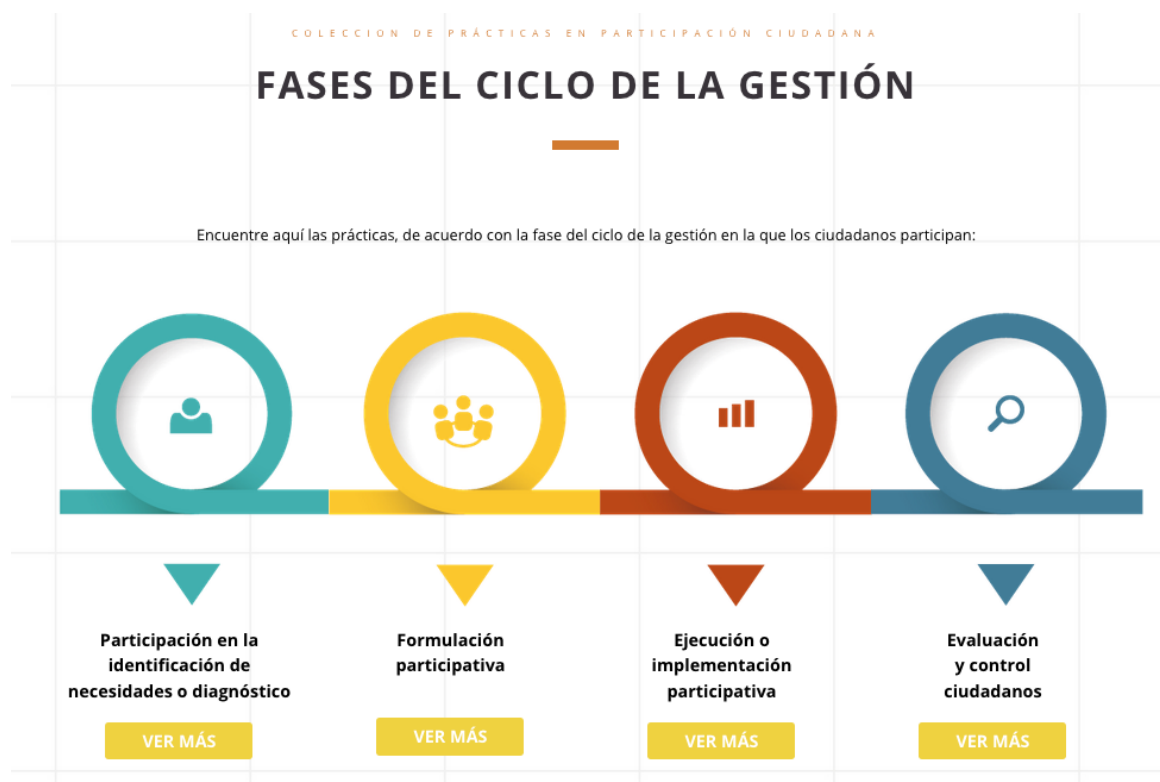 COLECCION DE PRÁCTICAS EN PARTICIPACIÓN CIUDADANA
FASES DEL CICLO DE LA GESTIÓN
Encuentre aquí las prácticas, de acuerdo con la fase del ciclo de la gestión en la que los ciudadanos participan:
Participación en la
identificación de
necesidades o diagnóstico
VER MÁS
Formulación
participativa
VER MÁS
Ejecución o
implementación
participativa
VER MÁS
Evaluación
y control
ciudadanos
VER MÁS